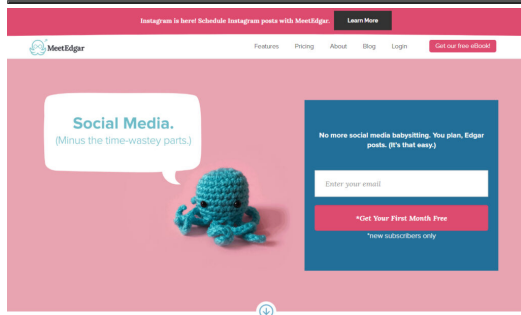 Instagram is here! Schedule Instagram posts with MeetEdgar. Learn More
MeetEdgar Features Pricing About Blog Login Get our free eBook!
Social Media.
(Minus the time-wastey parts.)
No more social media babysitting. You plan, Edgar
posts. (It's that easy.)
Enter your email
*Get Your First Month Free
*new subscribers only